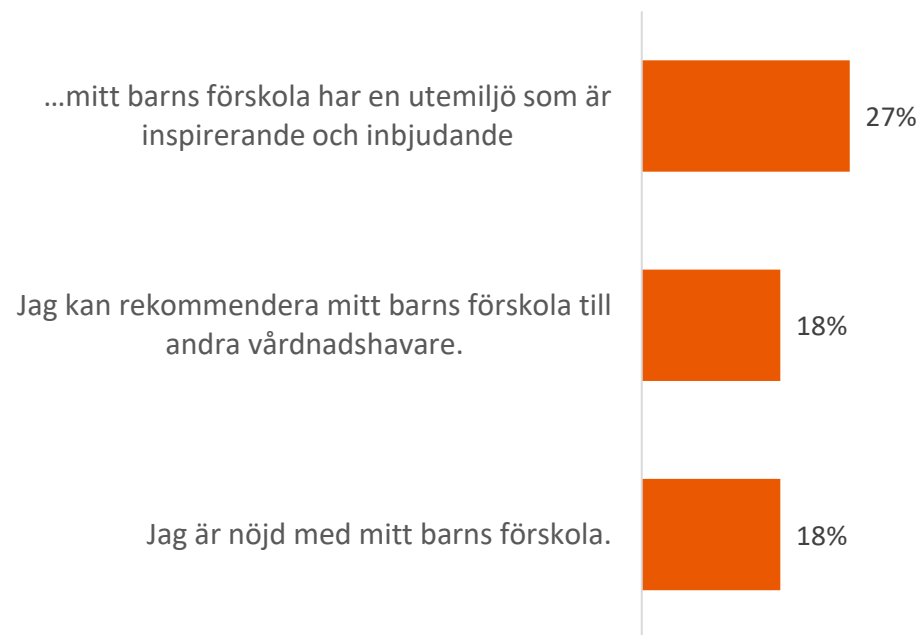 …mitt barns förskola har en utemiljö som är
inspirerande och inbjudande
27%
Jag kan rekommendera mitt barns förskola till
andra vårdnadshavare.
18%
Jag är nöjd med mitt barns förskola.
18%